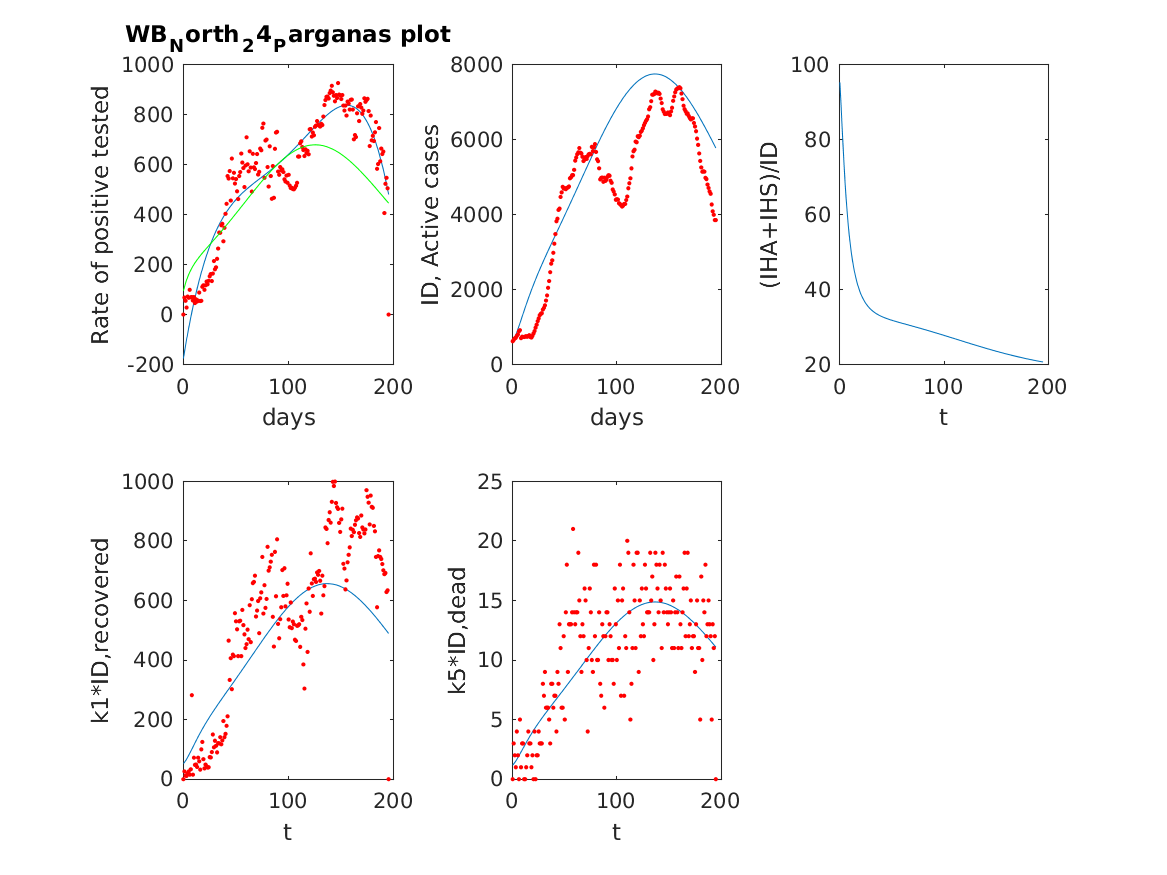 WB_North_24_Parganas plot
1000
800
600
400
200
0
-200
0 100 200
days
Rate of positive tested
8000
6000
4000
2000
0
0 100 200
days
ID, Active cases
100
80
60
40
20
0 100 200
t
(IHA+IHS)/ID
1000
800
600
400
200
0
0 100 200
t
k1*ID,recovered
25
20
15
10
5
0
0 100 200
t
k5*ID,dead